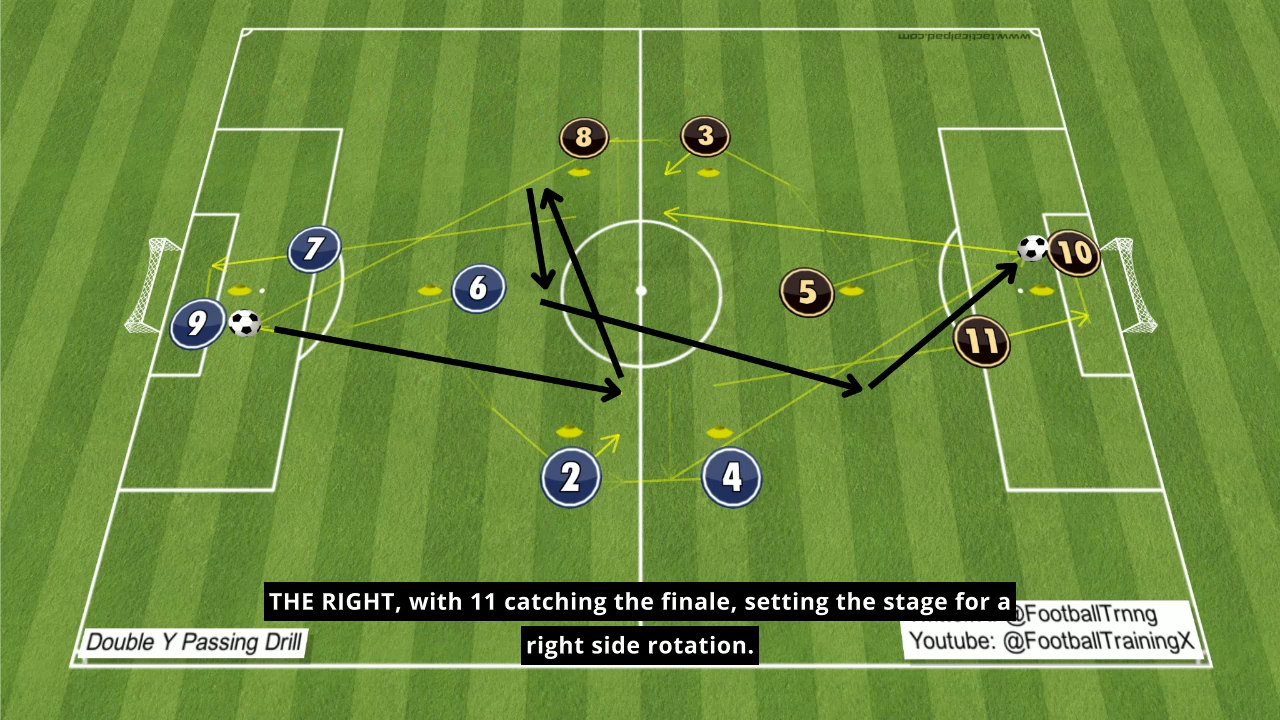 www.tacticalpad.com
8
3
7
10
6
5
9
11
2
4
THE RIGHT, with 11 catching the finale, setting the stage for a
right side rotation.
Double Y Passing Drill
@FootballTrnng
Youtube: @FootballTrainingX